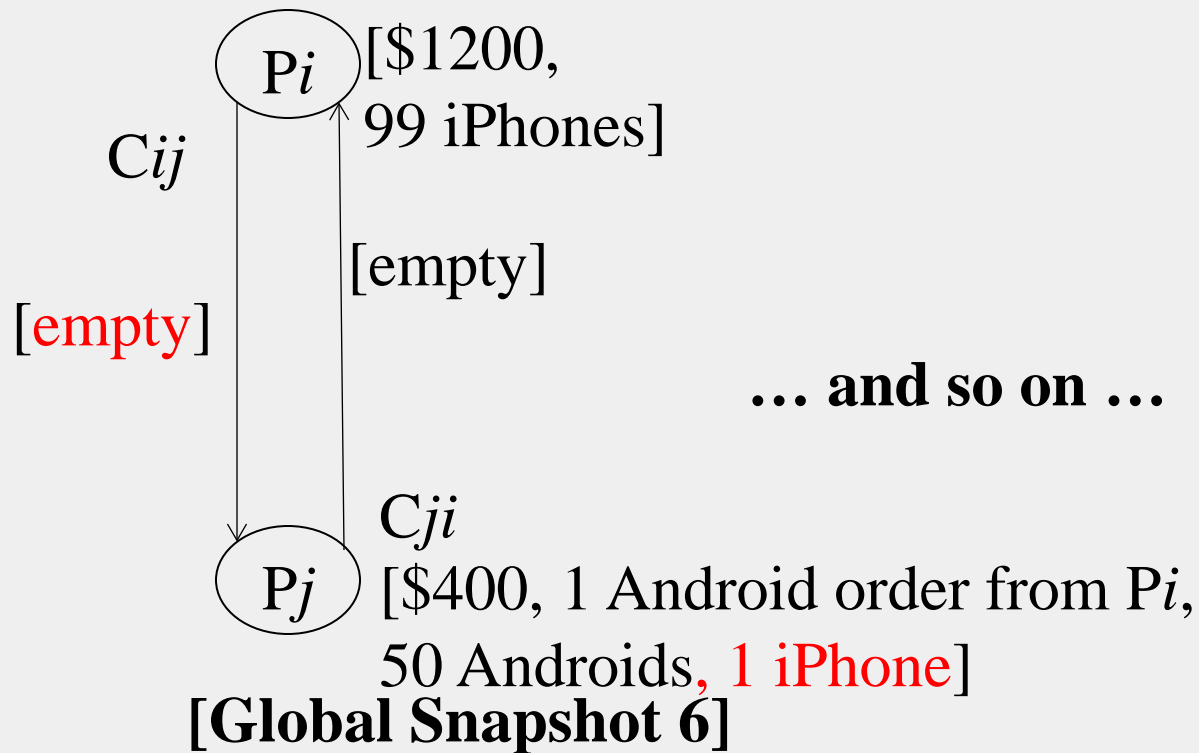 Pi
[$1200,
99 iPhones]
Cij
[empty]
[empty]
… and so on …
Cji
Pj
[$400, 1 Android order from Pi,
50 Androids, 1 iPhone]
[Global Snapshot 6]